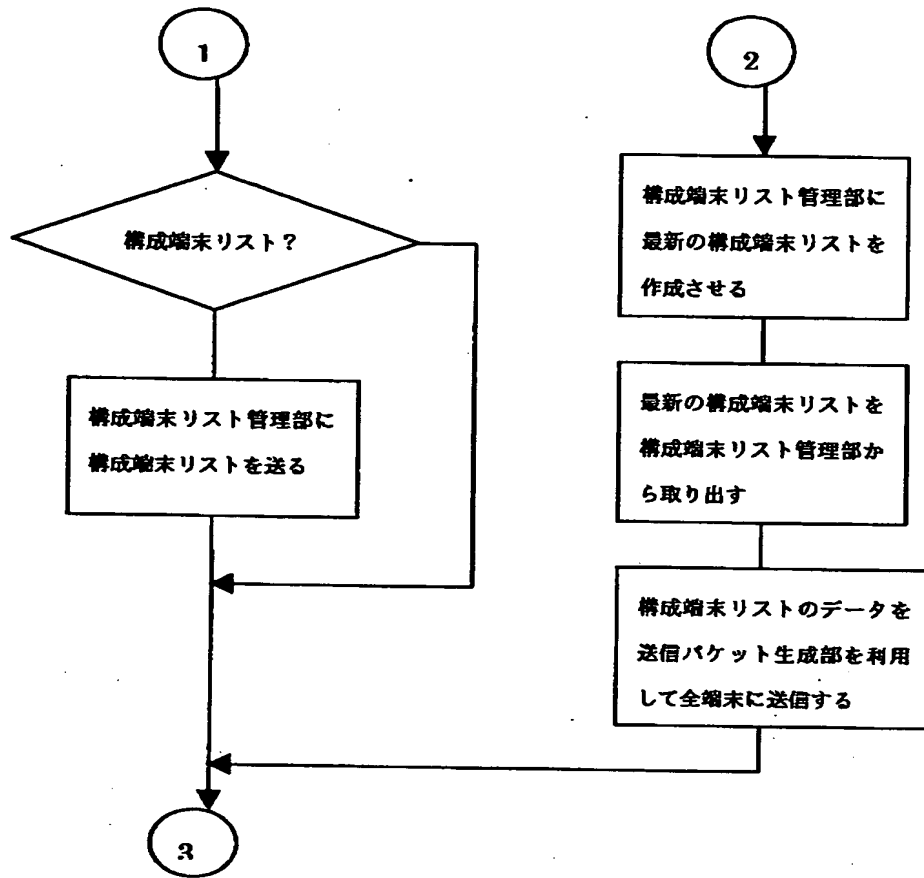 1
構成端末リスト？
構成端末リスト管理部に
構成端末リストを送る
2
構成端末リスト管理部に
最新の構成端末リストを
作成させる
最新の構成端末リストを
構成端末リスト管理部か
ら取り出す
構成端末リストのデータを
送信パケット生成部を利用
して全端末に送信する
3